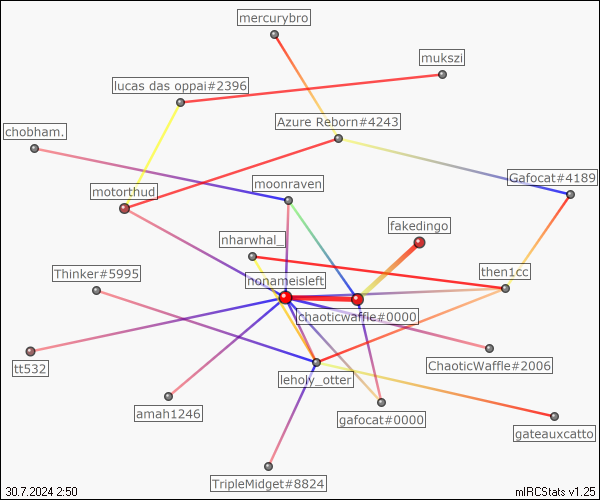 mercurybro
mukszi
lucas das oppai#2396
Azure Reborn#4243
chobham.
Gafocat#4189
moonraven
motorthud
fakedingo
nharwhal_
Thinker#5995
then1cc
nonameisleft
chaoticwaffle#0000
ChaoticWaffle#2006
tt532
leholy_otter
amah1246
gafocat#0000
gateauxcatto
TripleMidget#8824
30.7.2024 2:50
mIRCStats v1.25